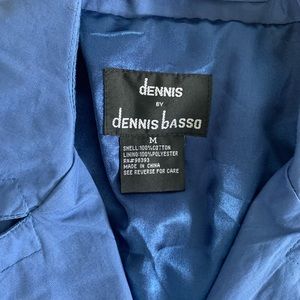 dENNIS
BY
dENNIS bASSO
M
SHELL:100%COTTON
LINING:100%POLYESTER
RN#98393
MADE IN CHINA
SEE REVERSE FOR CARE